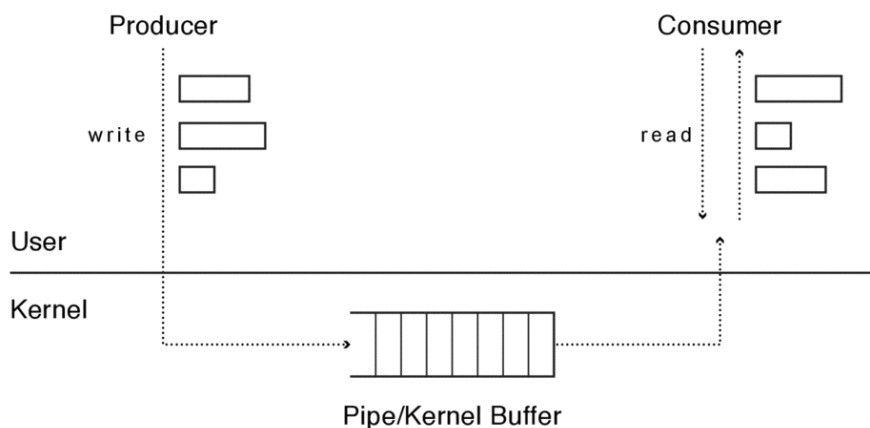 Producer
Consumer
write
read
User
Kernel
Pipe/Kernel Buffer